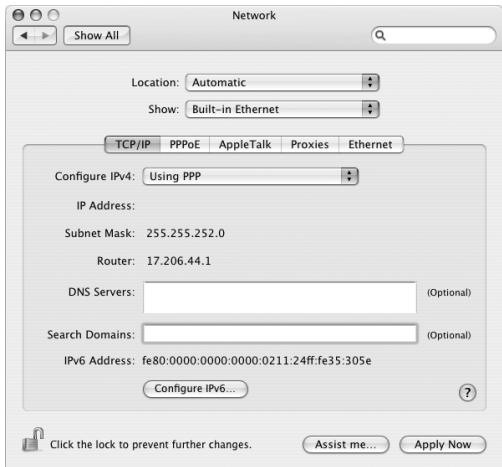 Network
Show All
Location: Automatic
Show: Built-in Ethernet
TCP/IP PPPoE AppleTalk Proxies Ethernet
Configure IPv4: Using PPP
IP Address:
Subnet Mask: 255.255.252.0
Router: 17.206.44.1
DNS Servers: (Optional)
Search Domains: (Optional)
IPv6 Address: fe80:0000:0000:0000:0211:24ff:fe35:305e
Configure IPv6... ?
Click the lock to prevent further changes. Assist me... Apply Now